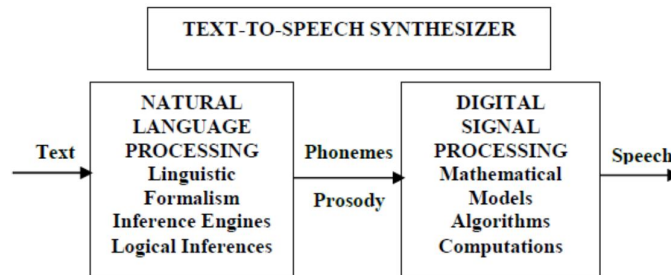 TEXT-TO-SPEECH SYNTHESIZER
Text
NATURAL
LANGUAGE
PROCESSING
Linguistic
Formalism
Inference Engines
Logical Inferences
Phonemes
Prosody
DIGITAL
SIGNAL
PROCESSING
Mathematical
Models
Algorithms
Computations
Speech